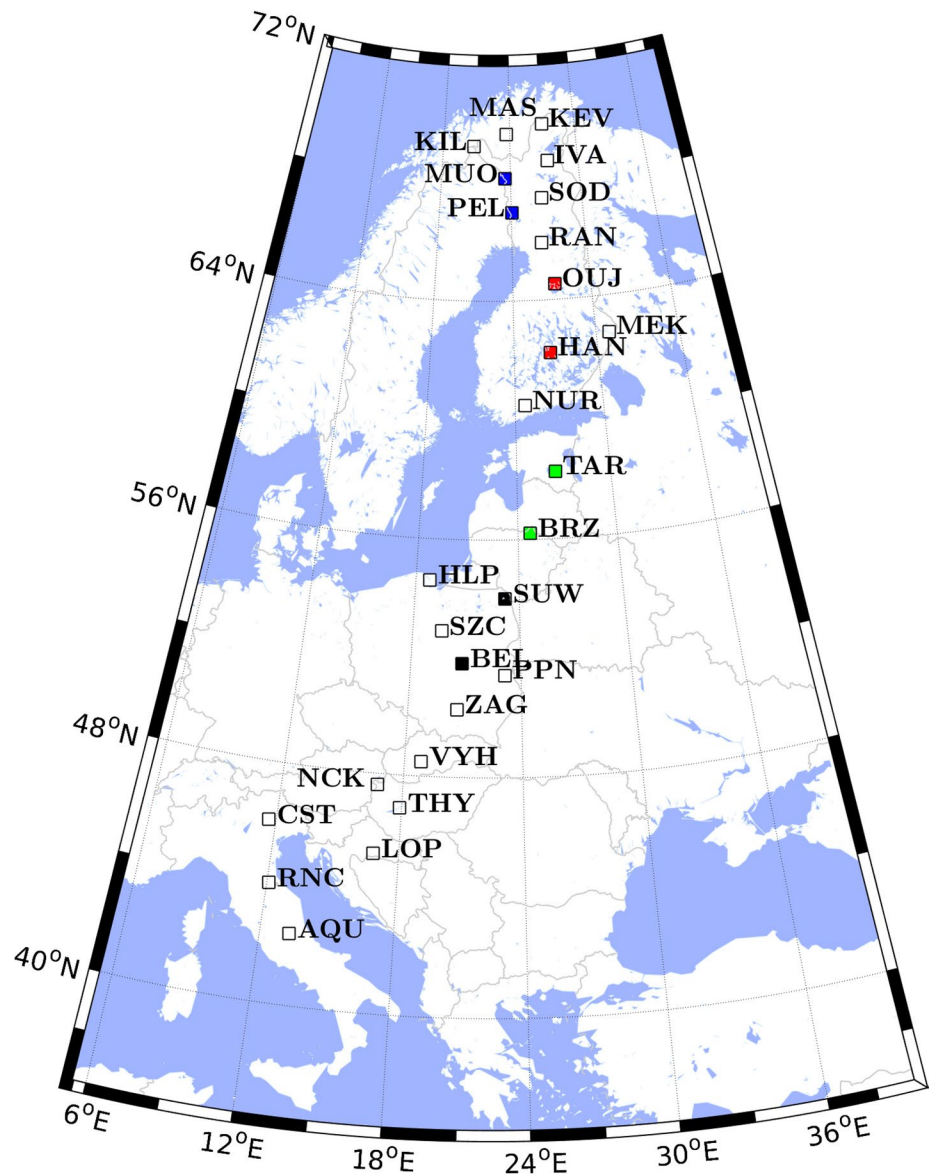 72°N
MAS
KEV
KIL
IVA
MUO
SOD
PEL
RAN
64°N
OUJ
MEK
HAN
NUR
TAR
56°N
BRZ
HLP
SUW
SZC
BEL
PPN
ZAG
48°N
VYH
NCK
THY
CST
LOP
RNC
AQU
40°N
6°E
12°E
18°E
24°E
30°E
36°E